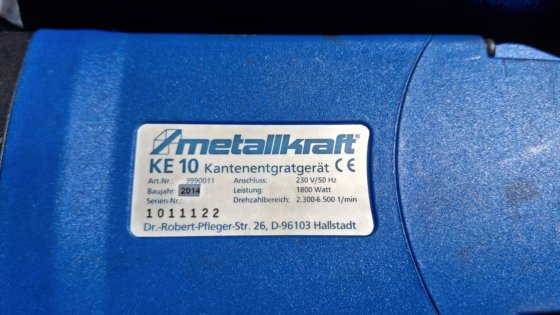 metallkraft®
KE 10 Kantenentgratgerät CE
Art.Nr.: 3990011 Anschluss: 230 V/50 Hz
Baujahr: 2014 Leistung: 1800 Watt
Serien-Nr.: Drehzahlbereich: 2.300-6.500 1/min
1011122
Dr.-Robert-Pfleger-Str. 26, D-96103 Hallstadt